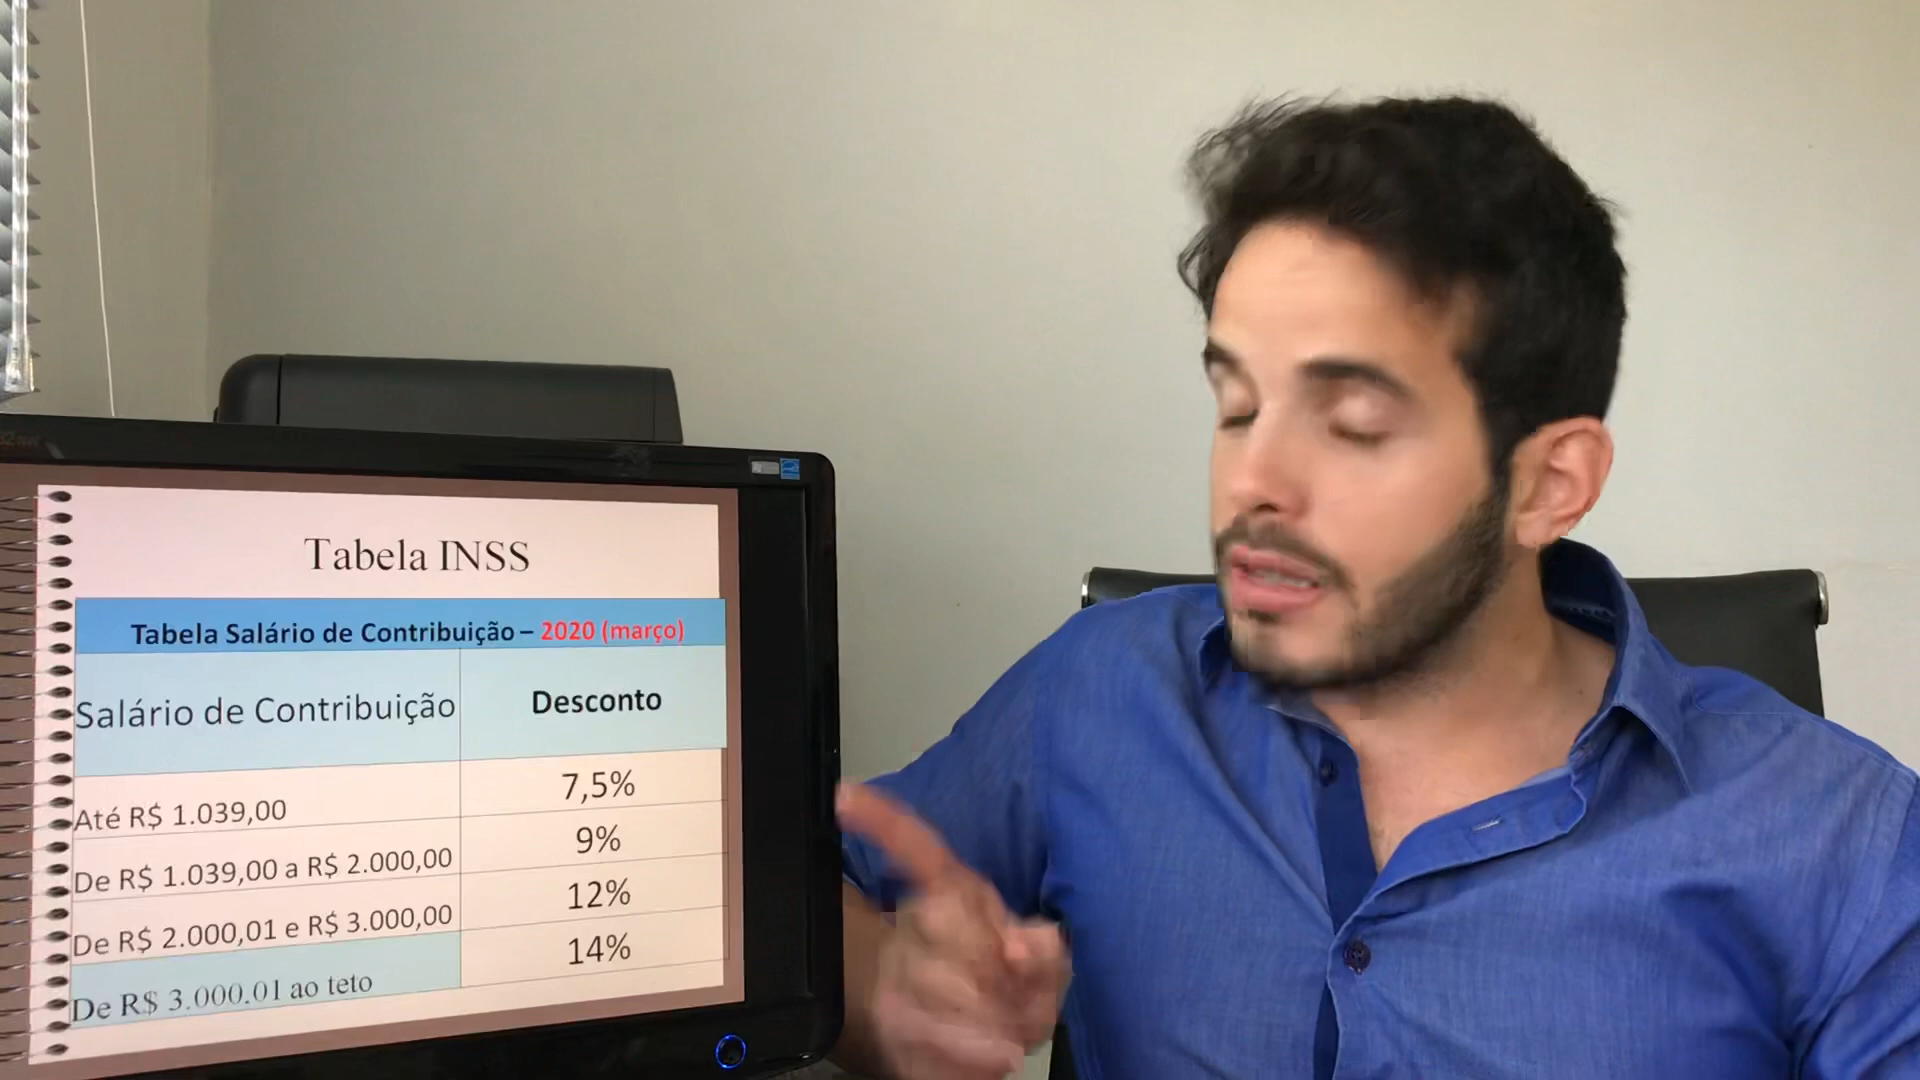 Tabela INSS
Tabela Salário de Contribuição – 2020 (março)
Salário de Contribuição Desconto
Até R$ 1.039,00 7,5%
De R$ 1.039,00 a R$ 2.000,00 9%
De R$ 2.000,01 e R$ 3.000,00 12%
De R$ 3.000.01 ao teto 14%